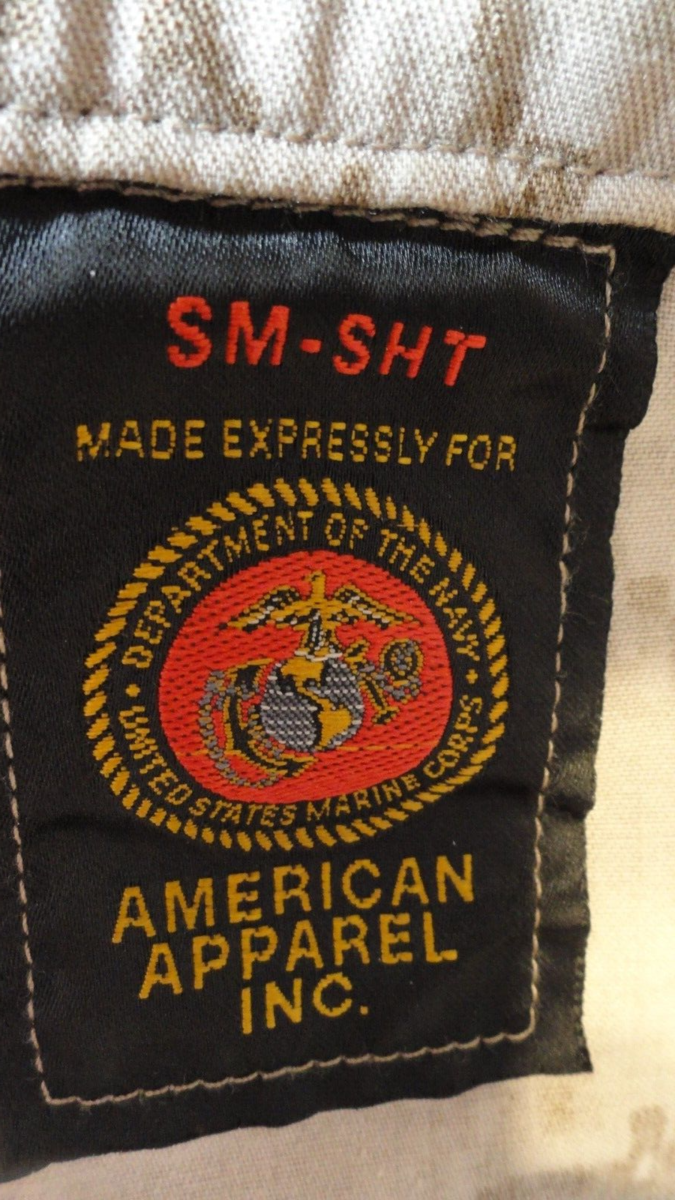 SM-SHT
MADE EXPRESSLY FOR
DEPARTMENT OF THE NAVY
• UNITED STATES MARINE CORPS •
AMERICAN
APPAREL
INC.